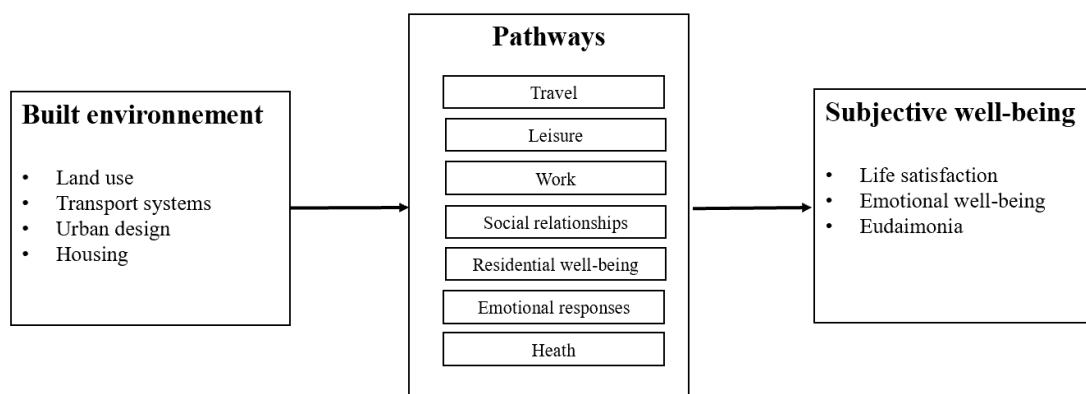 Built environnement
• Land use
• Transport systems
• Urban design
• Housing
Pathways
Travel
Leisure
Work
Social relationships
Residential well-being
Emotional responses
Heath
Subjective well-being
• Life satisfaction
• Emotional well-being
• Eudaimonia